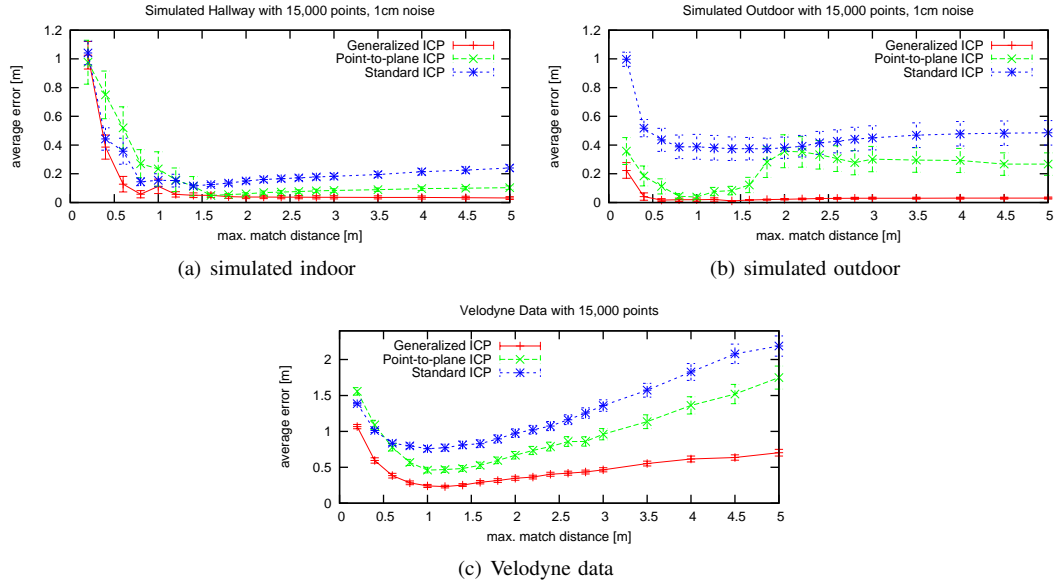 Simulated Hallway with 15,000 points, 1cm noise
average error [m]
1.2
1
0.8
0.6
0.4
0.2
0
Generalized ICP
Point-to-plane ICP
Standard ICP
0 0.5 1 1.5 2 2.5 3 3.5 4 4.5 5
max. match distance [m]
(a) simulated indoor
Simulated Outdoor with 15,000 points, 1cm noise
average error [m]
1.2
1
0.8
0.6
0.4
0.2
0
Generalized ICP
Point-to-plane ICP
Standard ICP
0 0.5 1 1.5 2 2.5 3 3.5 4 4.5 5
max. match distance [m]
(b) simulated outdoor
Velodyne Data with 15,000 points
average error [m]
2
1.5
1
0.5
0
Generalized ICP
Point-to-plane ICP
Standard ICP
0 0.5 1 1.5 2 2.5 3 3.5 4 4.5 5
max. match distance [m]
(c) Velodyne data